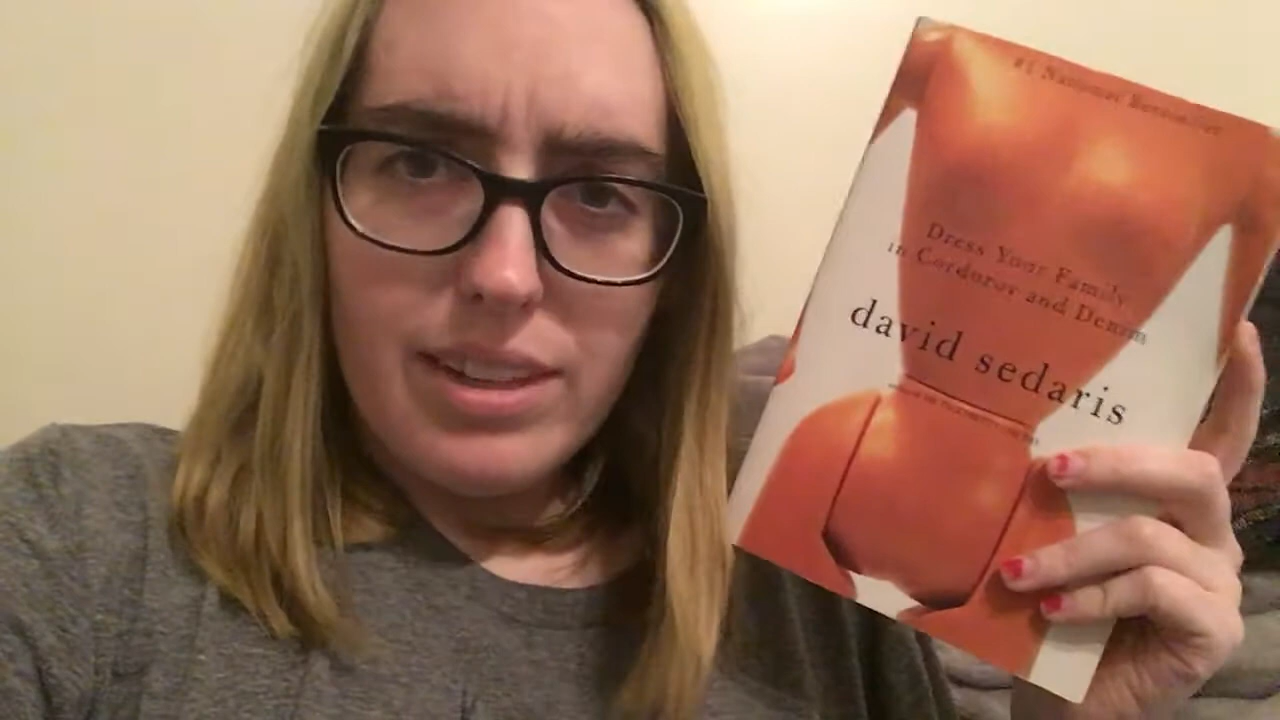 #1 National Bestseller
Dress Your Family
in Corduroy and Denim
david sedaris